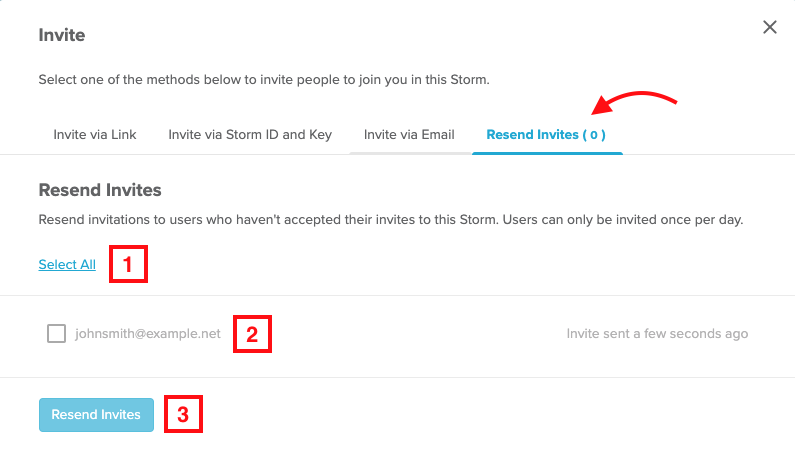 Invite
Select one of the methods below to invite people to join you in this Storm.
Invite via Link Invite via Storm ID and Key Invite via Email Resend Invites ( 0 )
Resend Invites
Resend invitations to users who haven't accepted their invites to this Storm. Users can only be invited once per day.
Select All 1
johnsmith@example.net 2 Invite sent a few seconds ago
Resend Invites 3